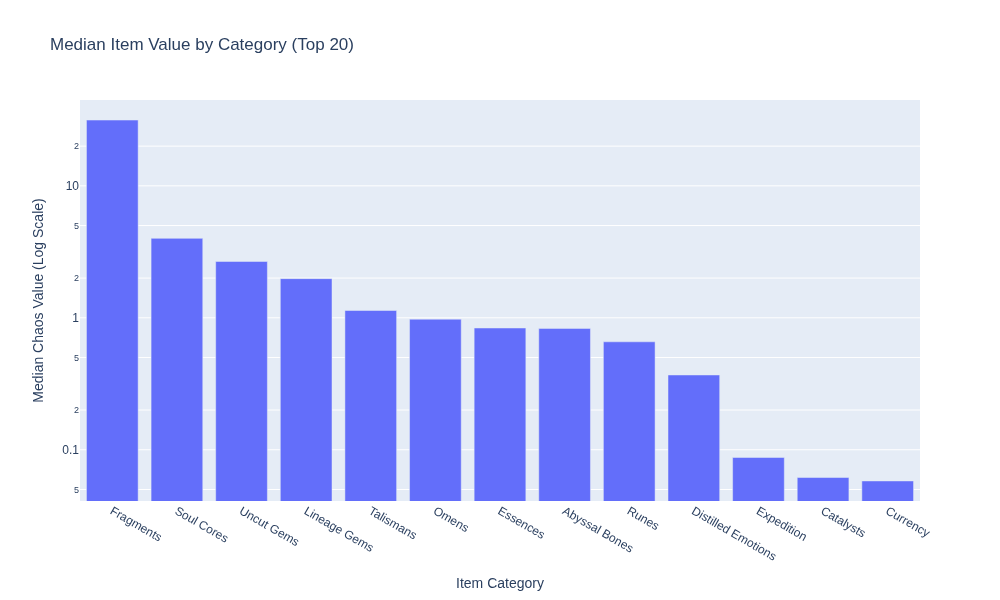 Median Item Value by Category (Top 20)
Median Chaos Value (Log Scale)
2
10
5
2
1
5
2
0.1
5
Fragments
Soul Cores
Uncut Gems
Lineage Gems
Talismans
Omens
Essences
Abyssal Bones
Runes
Distilled Emotions
Expedition
Catalysts
Currency
Item Category